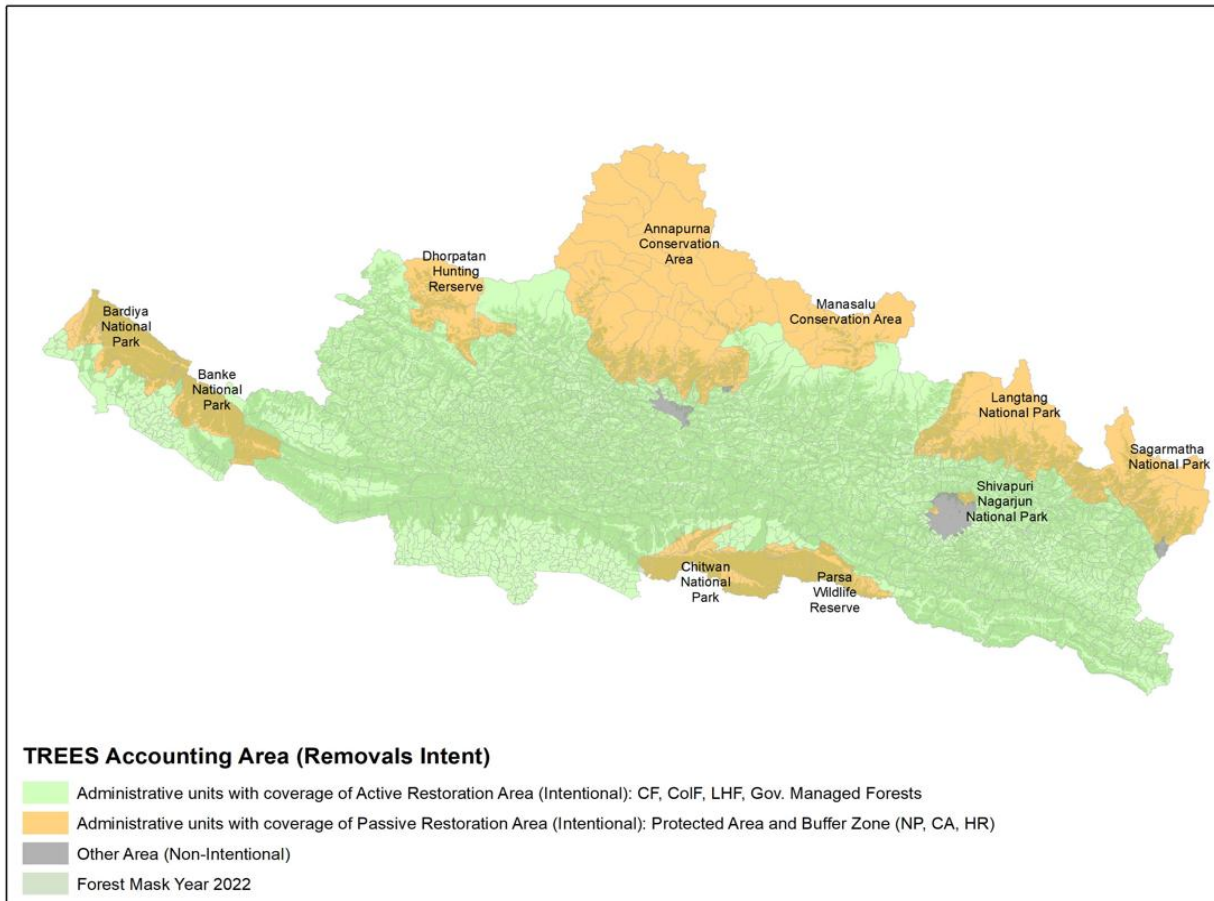 Annapurna
Conservation
Area
Dhorpatan
Hunting
Rerserve
Manasalu
Conservation Area
Bardiya
National
Park
Banke
National
Park
Langtang
National Park
Sagarmatha
National Park
Shivapuri
Nagarjun
National Park
Chitwan
National
Park
Parsa
Wildlife
Reserve
TREES Accounting Area (Removals Intent)
Administrative units with coverage of Active Restoration Area (Intentional): CF, ColF, LHF, Gov. Managed Forests
Administrative units with coverage of Passive Restoration Area (Intentional): Protected Area and Buffer Zone (NP, CA, HR)
Other Area (Non-Intentional)
Forest Mask Year 2022